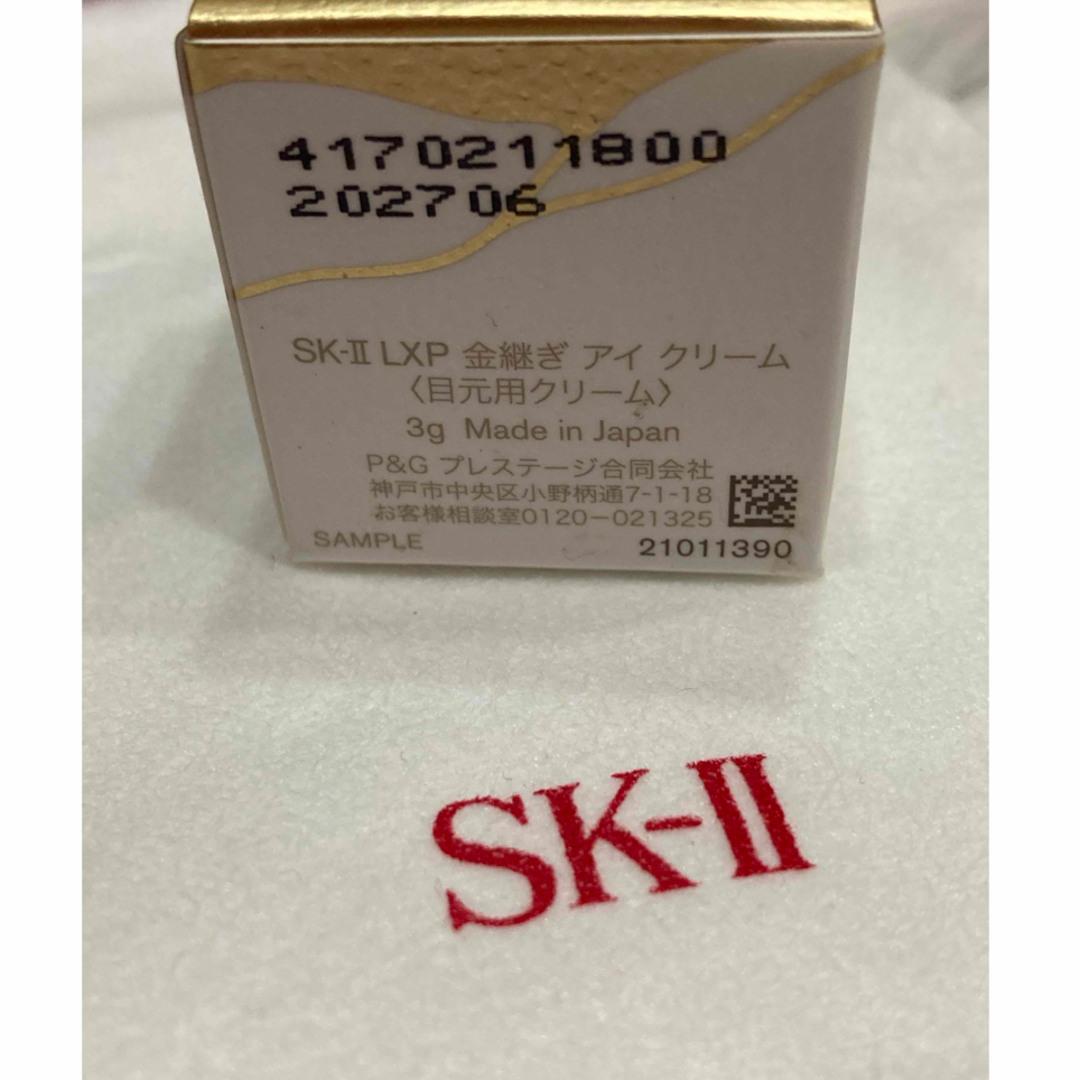 4170211800
202706
SK-II LXP 金継ぎ アイ クリーム
〈目元用クリーム〉
3g Made in Japan
P&G プレステージ合同会社
神戸市中央区小野柄通7-1-18
お客様相談室0120-021325
SAMPLE
21011390
SK-II